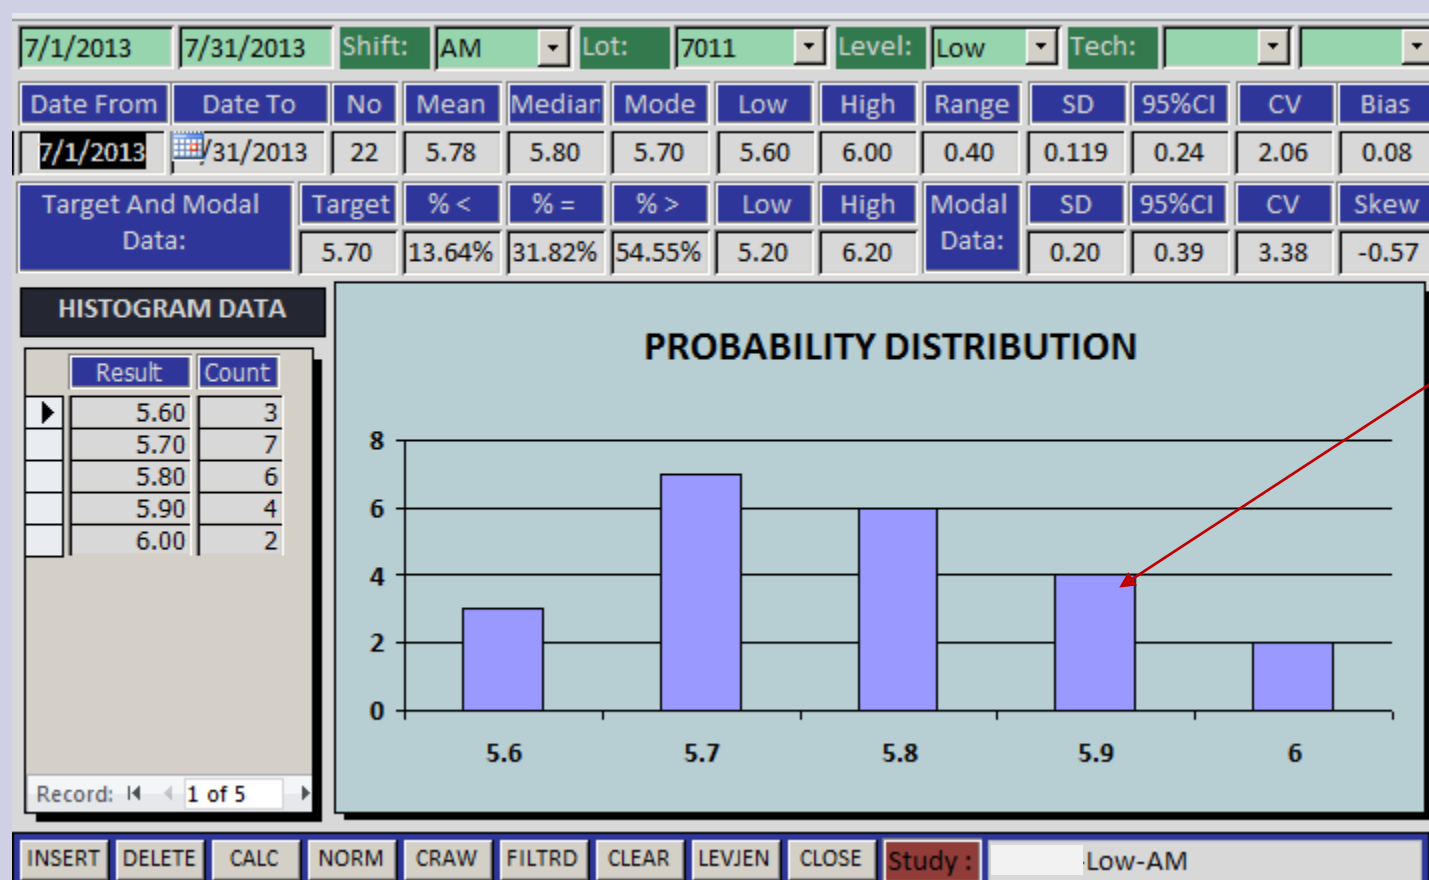 7/1/2013 7/31/2013 Shift: AM Lot: 7011 Level: Low Tech:
Date From Date To No Mean Median Mode Low High Range SD 95%CI CV Bias
7/1/2013 /31/2013 22 5.78 5.80 5.70 5.60 6.00 0.40 0.119 0.24 2.06 0.08
Target And Modal Data: Target % < % = % > Low High Modal Data: SD 95%CI CV Skew
5.70 13.64% 31.82% 54.55% 5.20 6.20 0.20 0.39 3.38 -0.57
HISTOGRAM DATA
Result Count
5.60 3
5.70 7
5.80 6
5.90 4
6.00 2
Record: 1 of 5
PROBABILITY DISTRIBUTION
8
6
4
2
0
5.6 5.7 5.8 5.9 6
INSERT DELETE CALC NORM CRAW FILTRD CLEAR LEVJEN CLOSE Study : -Low-AM